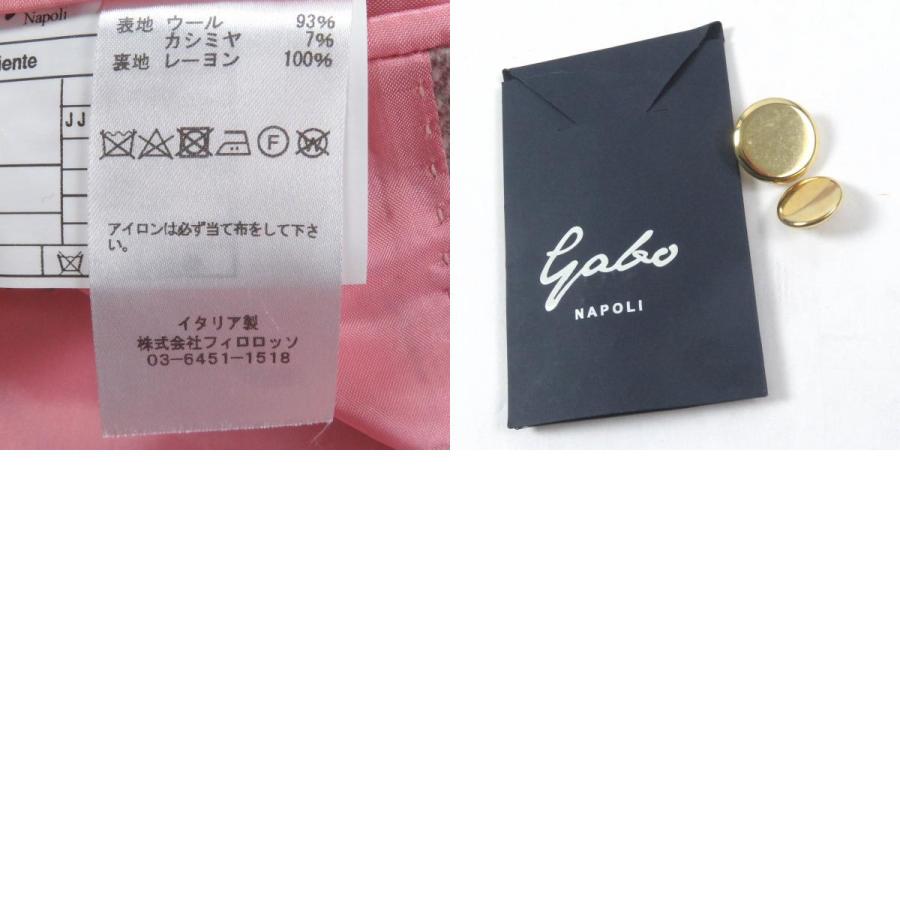 Napoli
iente
JJ
表地 ウール 93%
カシミヤ 7%
裏地 レーヨン 100%
F W
アイロンは必ず当て布をして下さ
い。
イタリア製
株式会社フィロロッソ
03-6451-1518
Gabo
NAPOLI